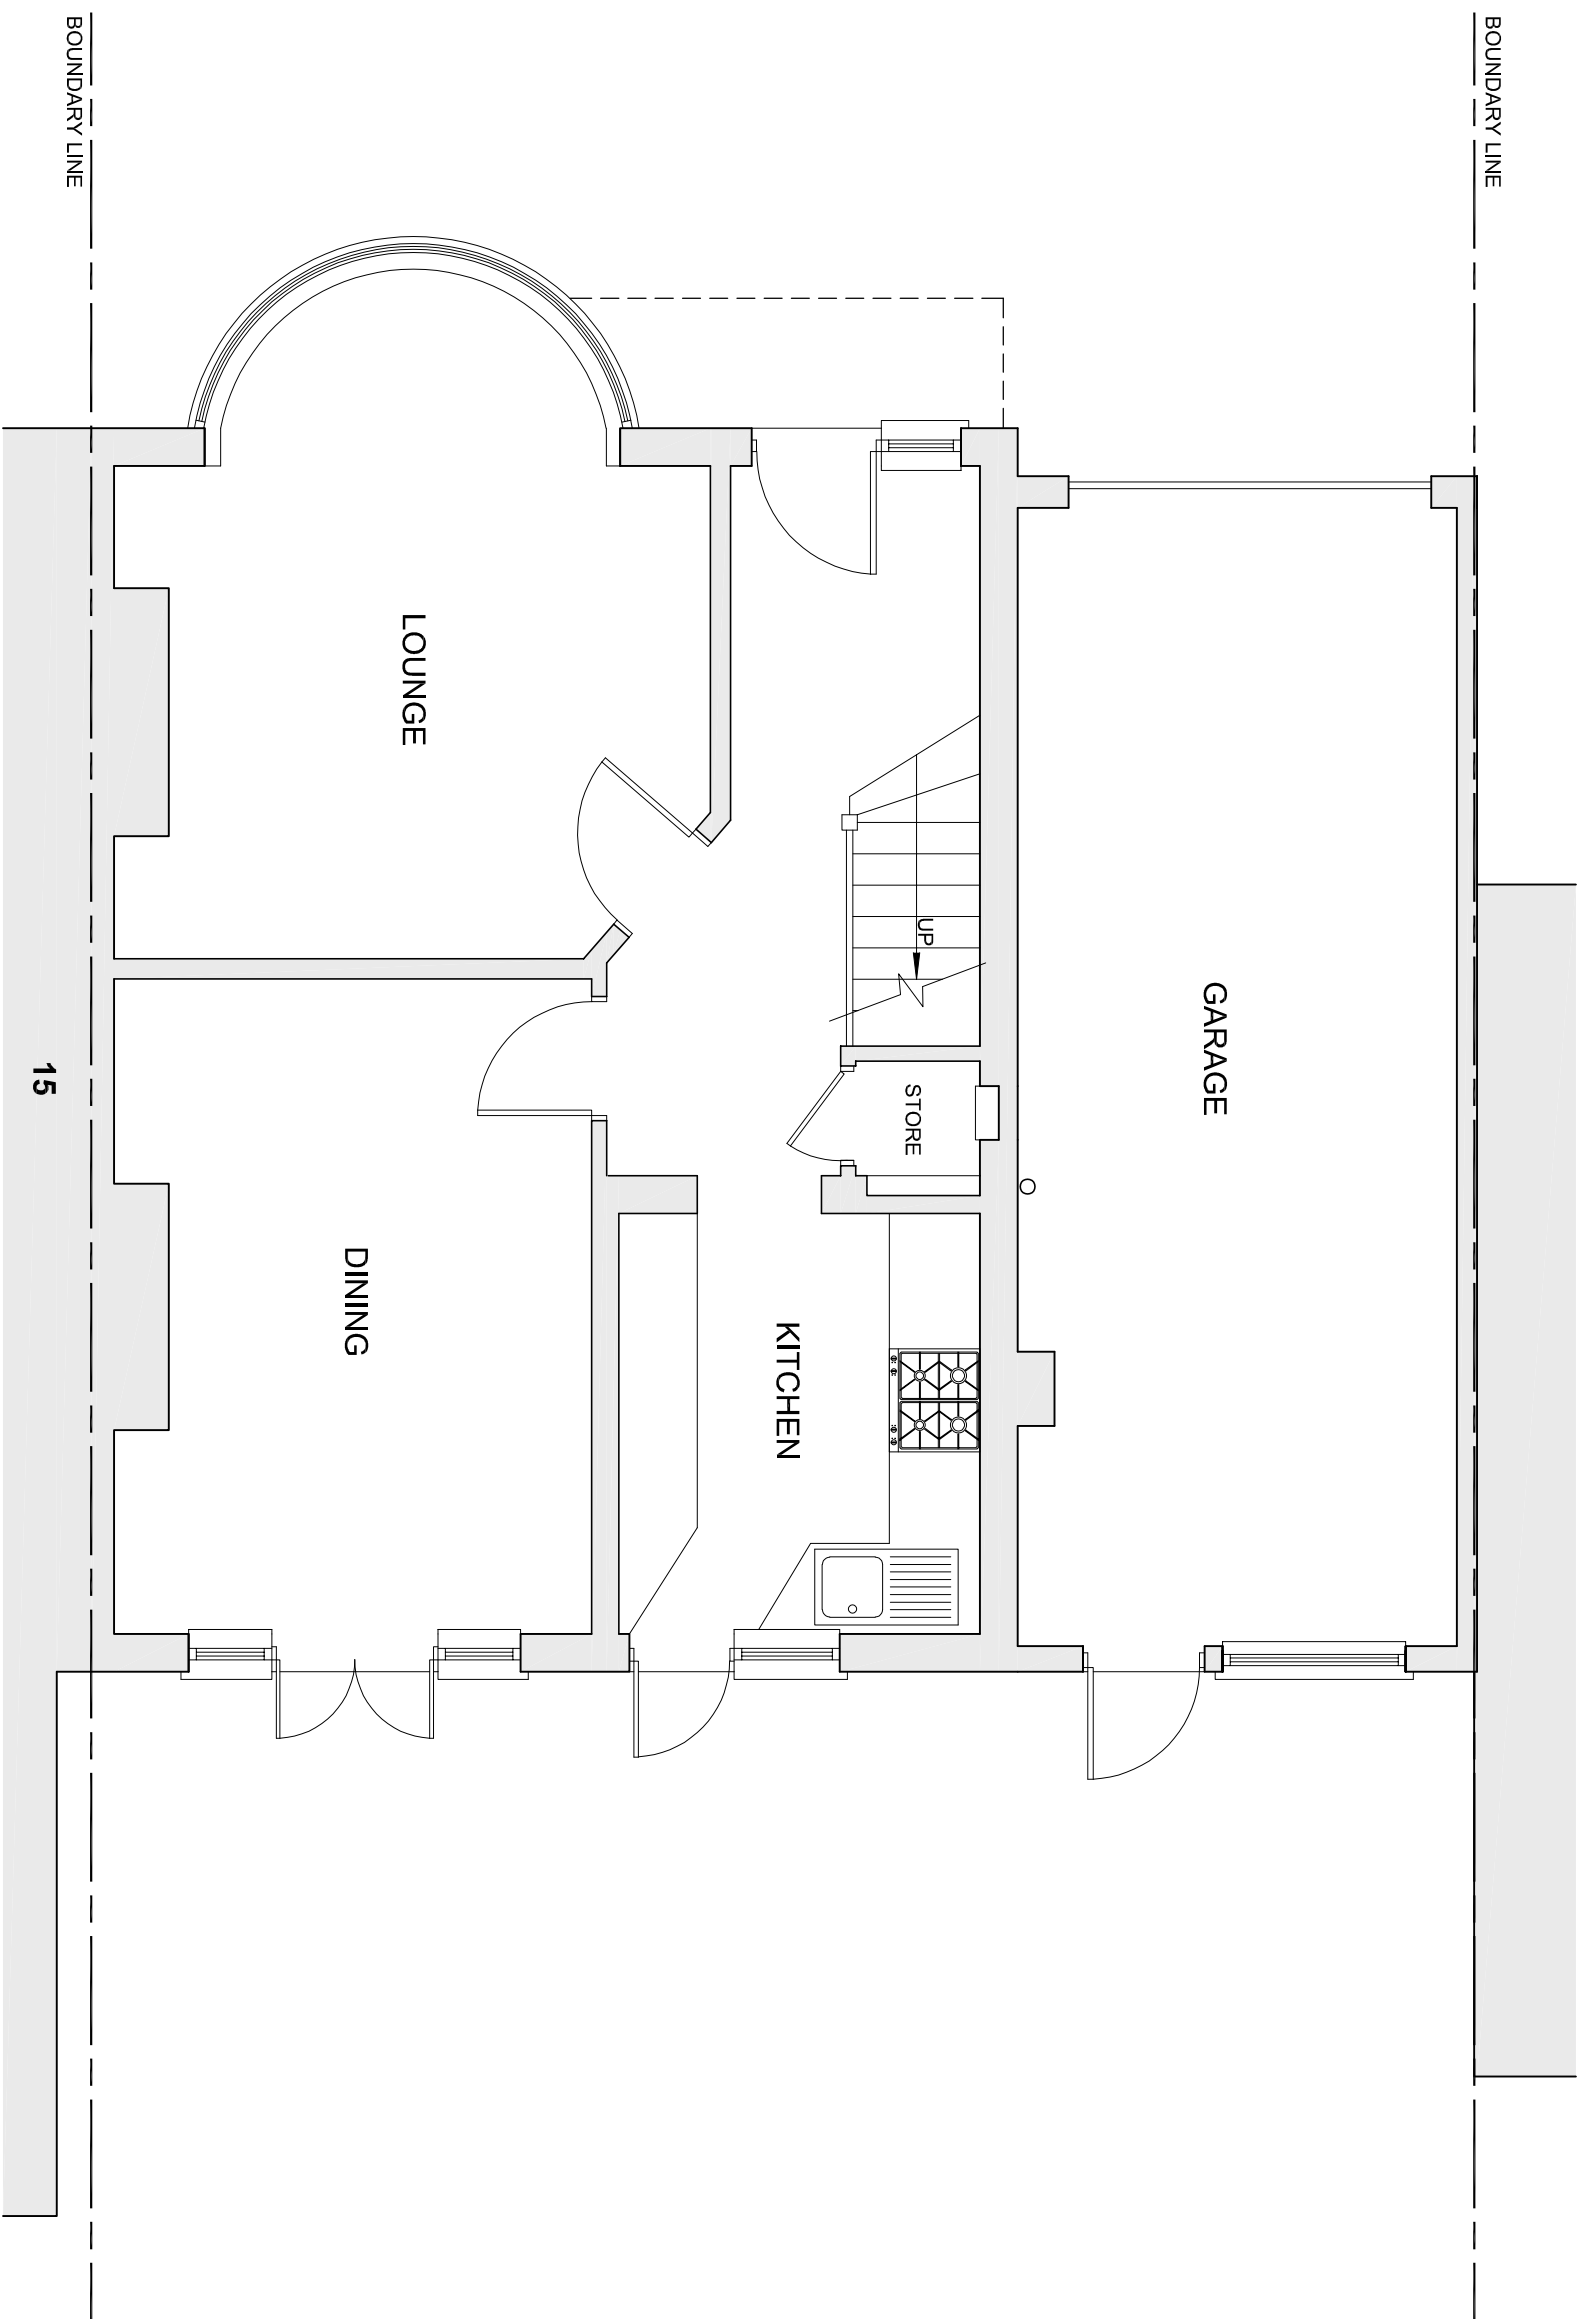 BOUNDARY LINE
BOUNDARY LINE
LOUNGE
UP
GARAGE
STORE
15
DINING
KITCHEN